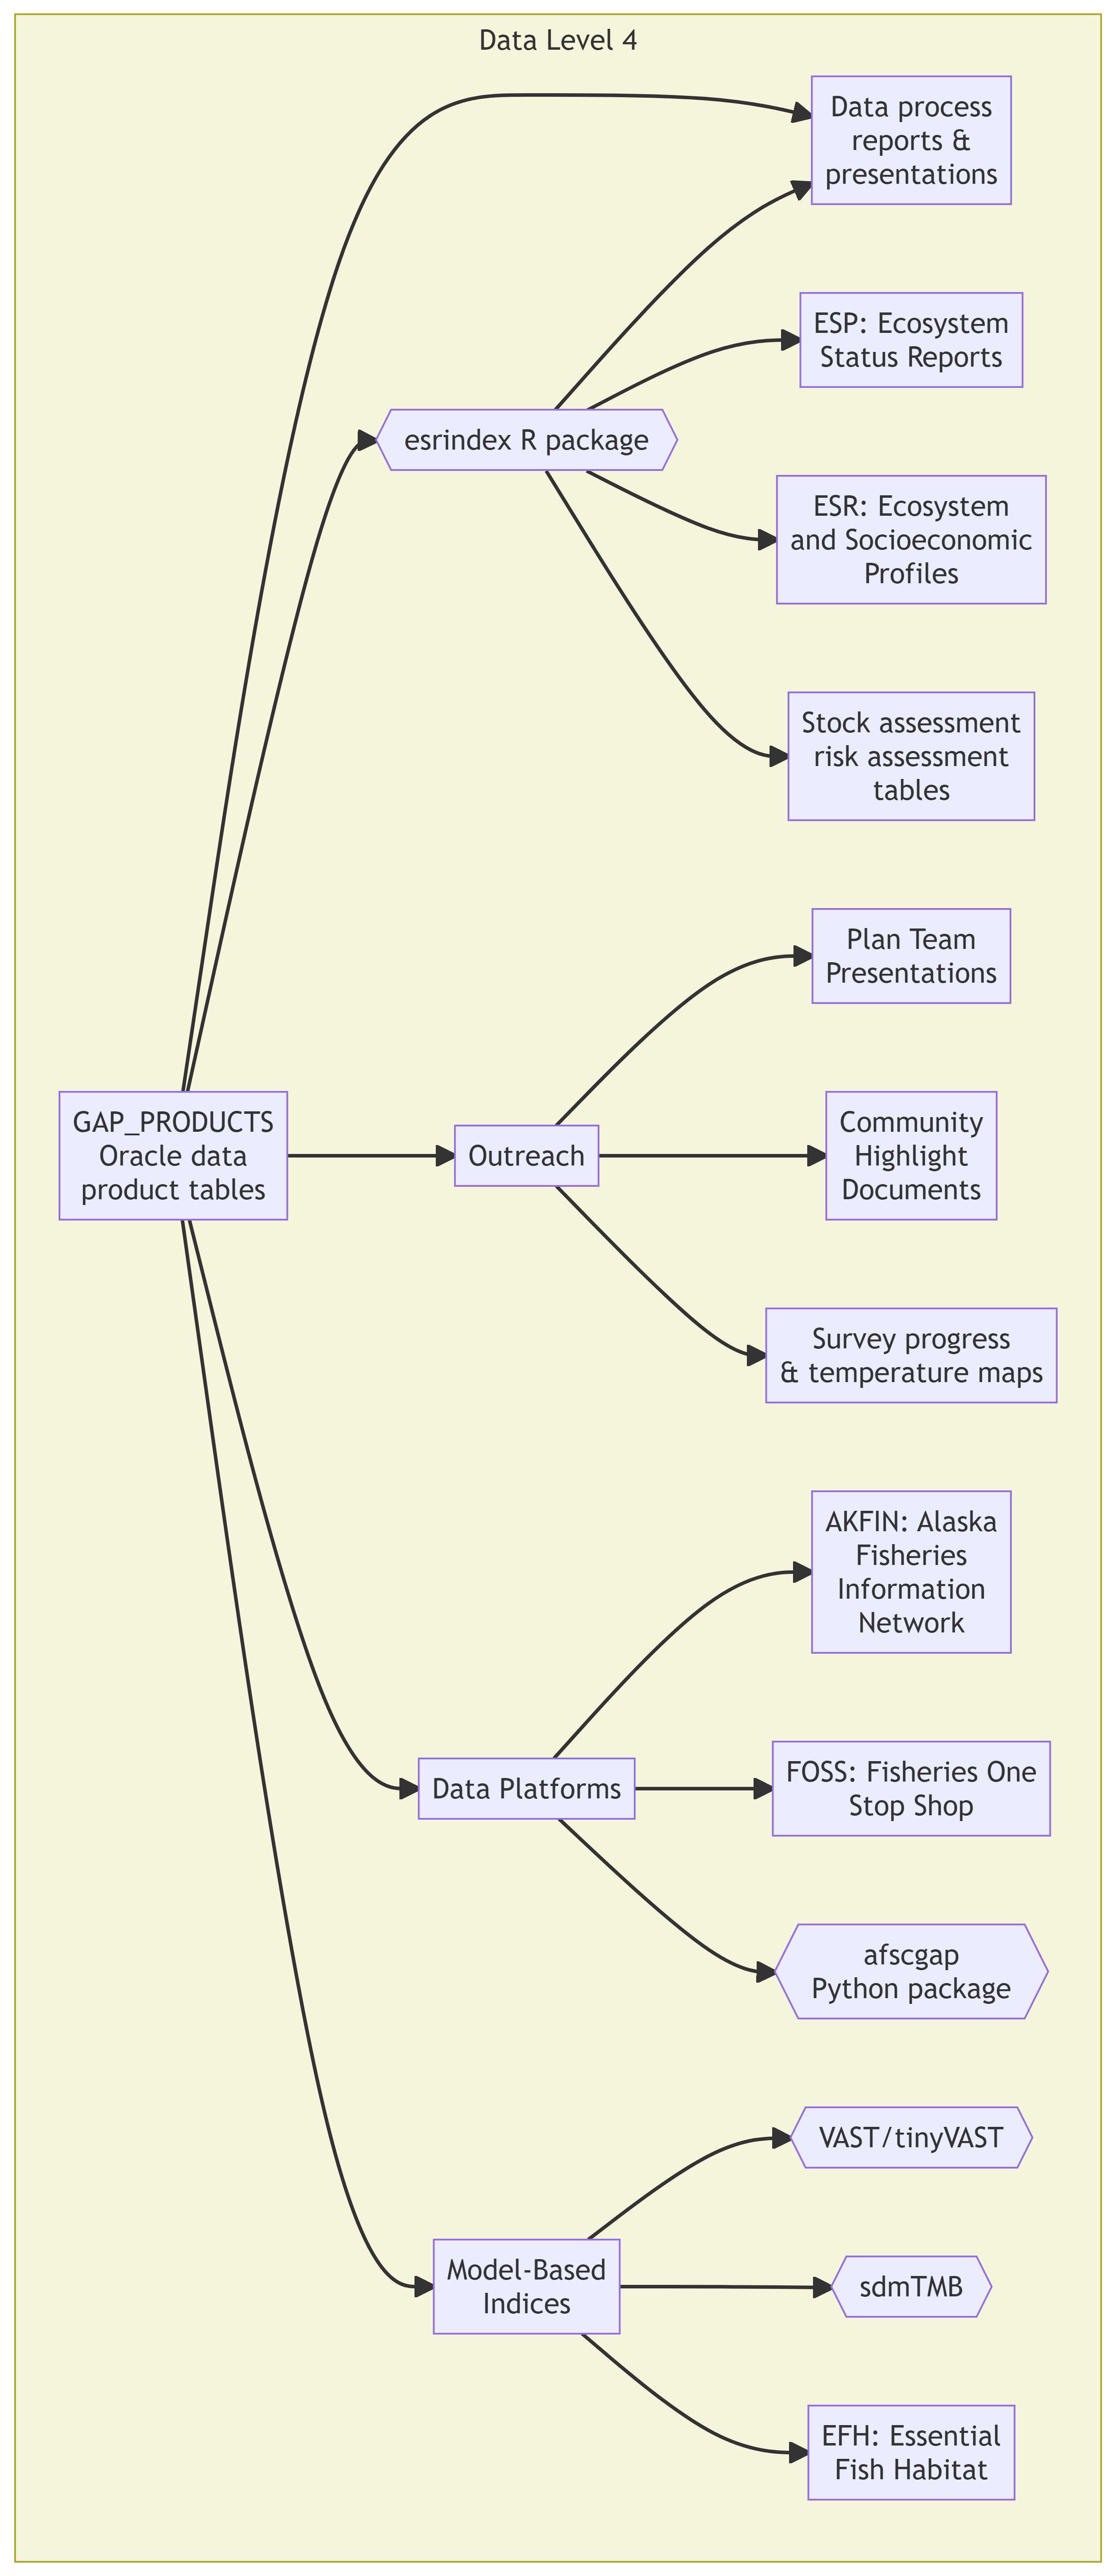 Data Level 4
Data process
reports &
presentations
ESP: Ecosystem
Status Reports
esrindex R package
ESR: Ecosystem
and Socioeconomic
Profiles
Stock assessment
risk assessment
tables
Plan Team
Presentations
GAP_PRODUCTS
Oracle data
product tables
Outreach
Community
Highlight
Documents
Survey progress
& temperature maps
AKFIN: Alaska
Fisheries
Information
Network
Data Platforms
FOSS: Fisheries One
Stop Shop
afscgap
Python package
VAST/tinyVAST
Model-Based
Indices
sdmTMB
EFH: Essential
Fish Habitat